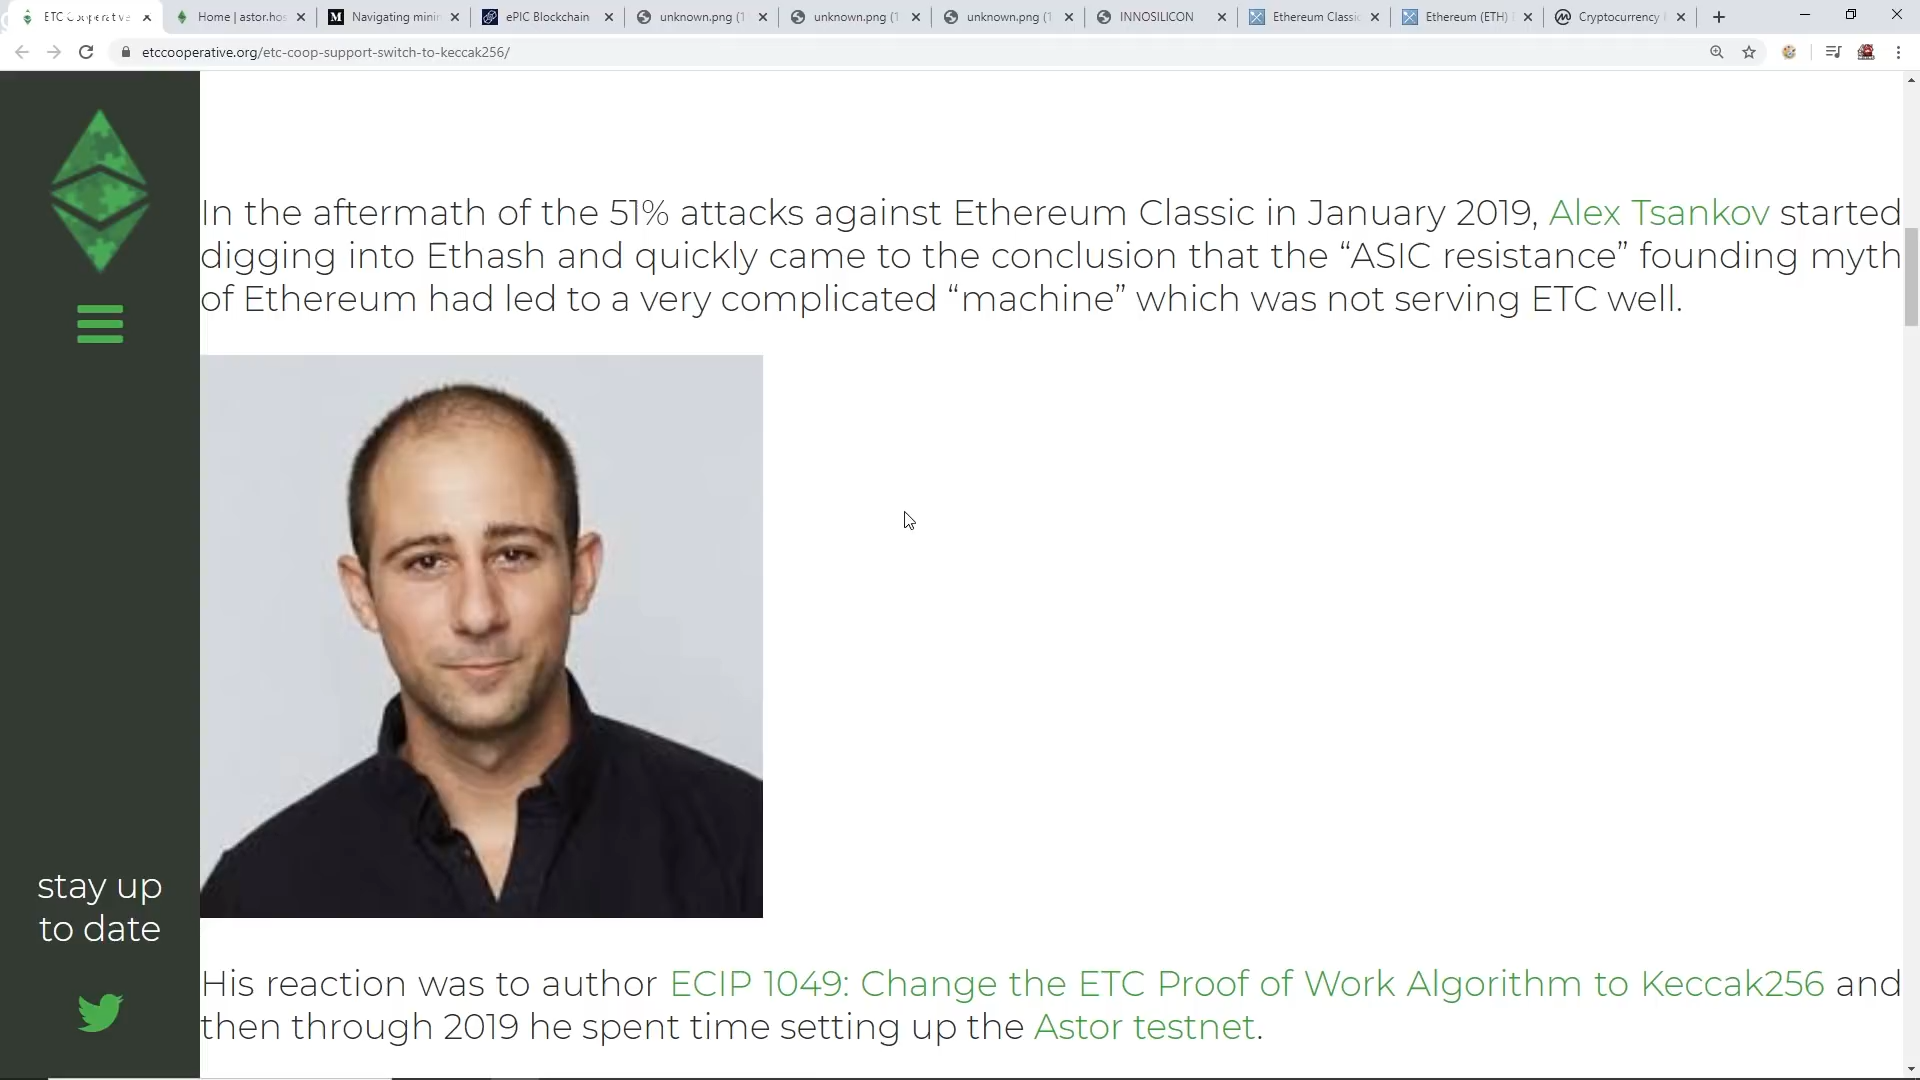 ETC Cooperative
Home | astor.hos
Navigating minin
ePIC Blockchain
unknown.png (1
unknown.png (1
unknown.png (1
INNOSILICON
Ethereum Classic
Ethereum (ETH)
Cryptocurrency
etccooperative.org/etc-coop-support-switch-to-keccak256/
In the aftermath of the 51% attacks against Ethereum Classic in January 2019, Alex Tsankov started
digging into Ethash and quickly came to the conclusion that the “ASIC resistance” founding myth
of Ethereum had led to a very complicated “machine” which was not serving ETC well.
His reaction was to author ECIP 1049: Change the ETC Proof of Work Algorithm to Keccak256 and
then through 2019 he spent time setting up the Astor testnet.
stay up
to date